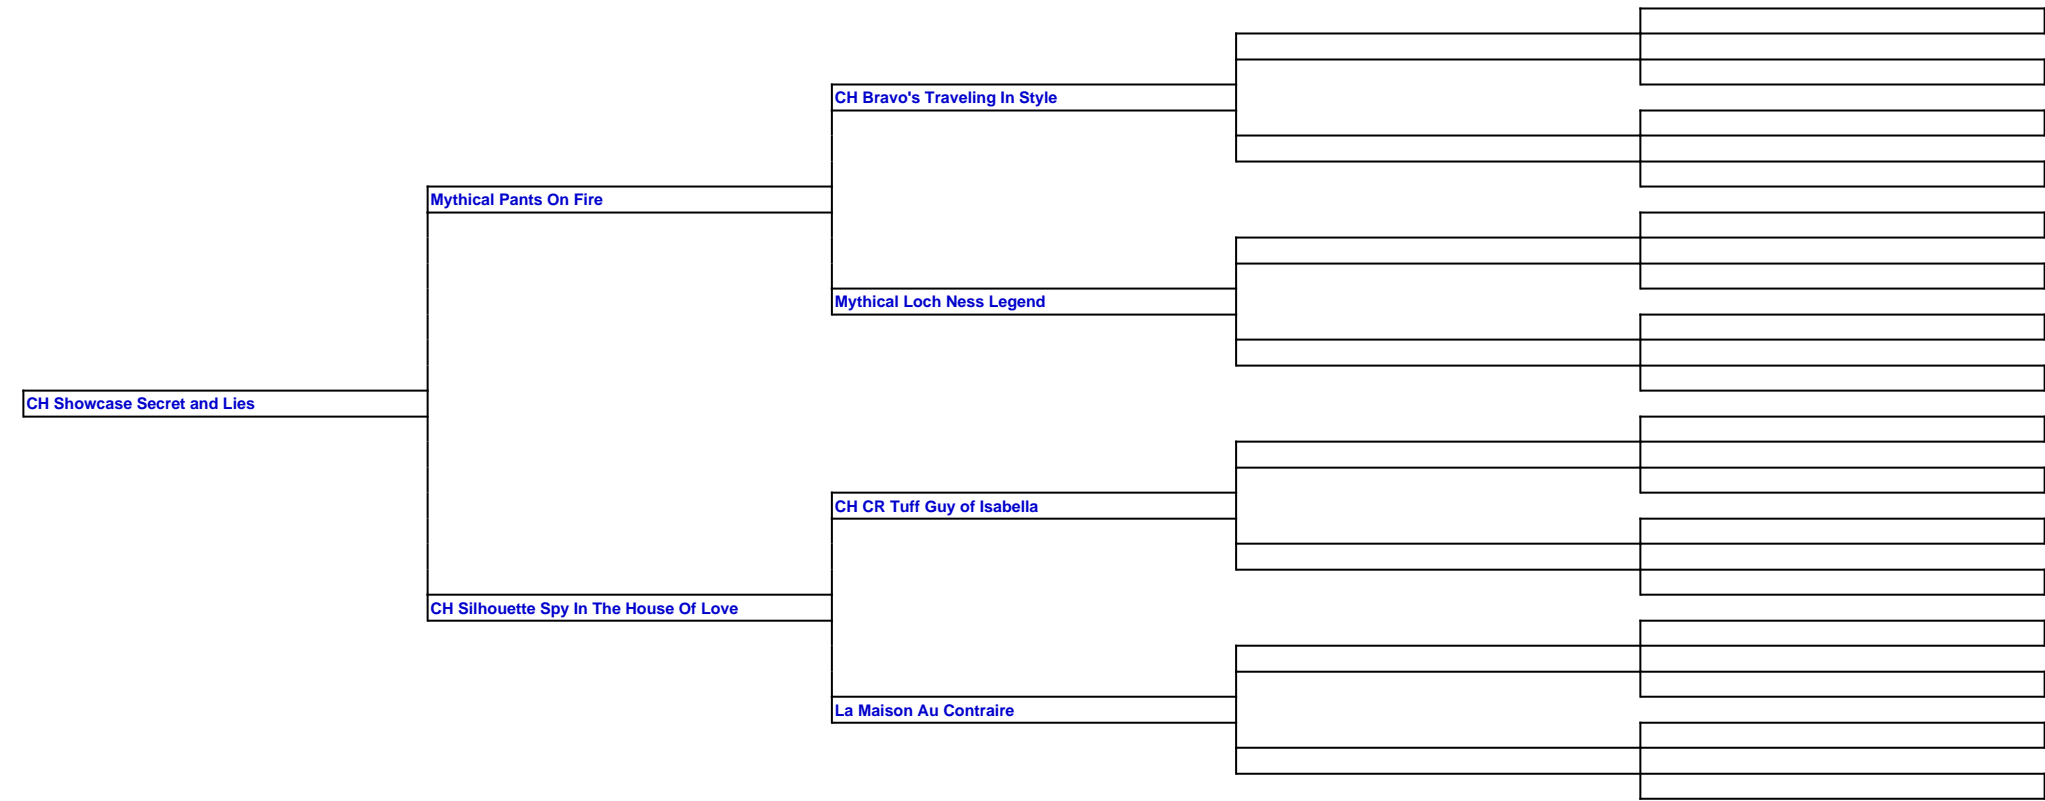 CH Bravo's Traveling In Style
Mythical Pants On Fire
Mythical Loch Ness Legend
CH Showcase Secret and Lies
CH CR Tuff Guy of Isabella
CH Silhouette Spy In The House Of Love
La Maison Au Contraire